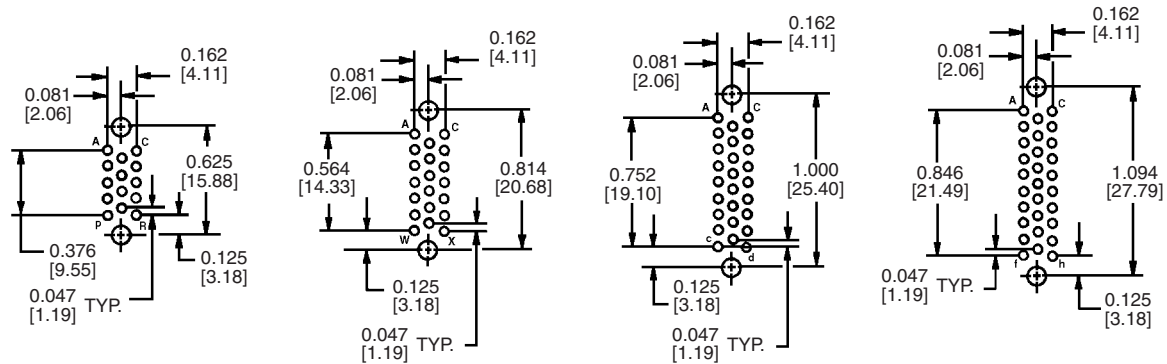 0.162
[4.11]
0.081
[2.06]
A
C
0.625
[15.88]
P
R
0.376
[9.55]
0.125
[3.18]
0.047 TYP.
[1.19]
0.162
[4.11]
0.081
[2.06]
A
C
0.564
[14.33]
0.814
[20.68]
W
X
0.125
[3.18]
0.047 TYP.
[1.19]
0.162
[4.11]
0.081
[2.06]
A
C
0.752
[19.10]
1.000
[25.40]
c
d
0.125
[3.18]
0.047 TYP.
[1.19]
0.162
[4.11]
0.081
[2.06]
A
C
0.846
[21.49]
1.094
[27.79]
f
h
0.047 TYP.
[1.19]
0.125
[3.18]